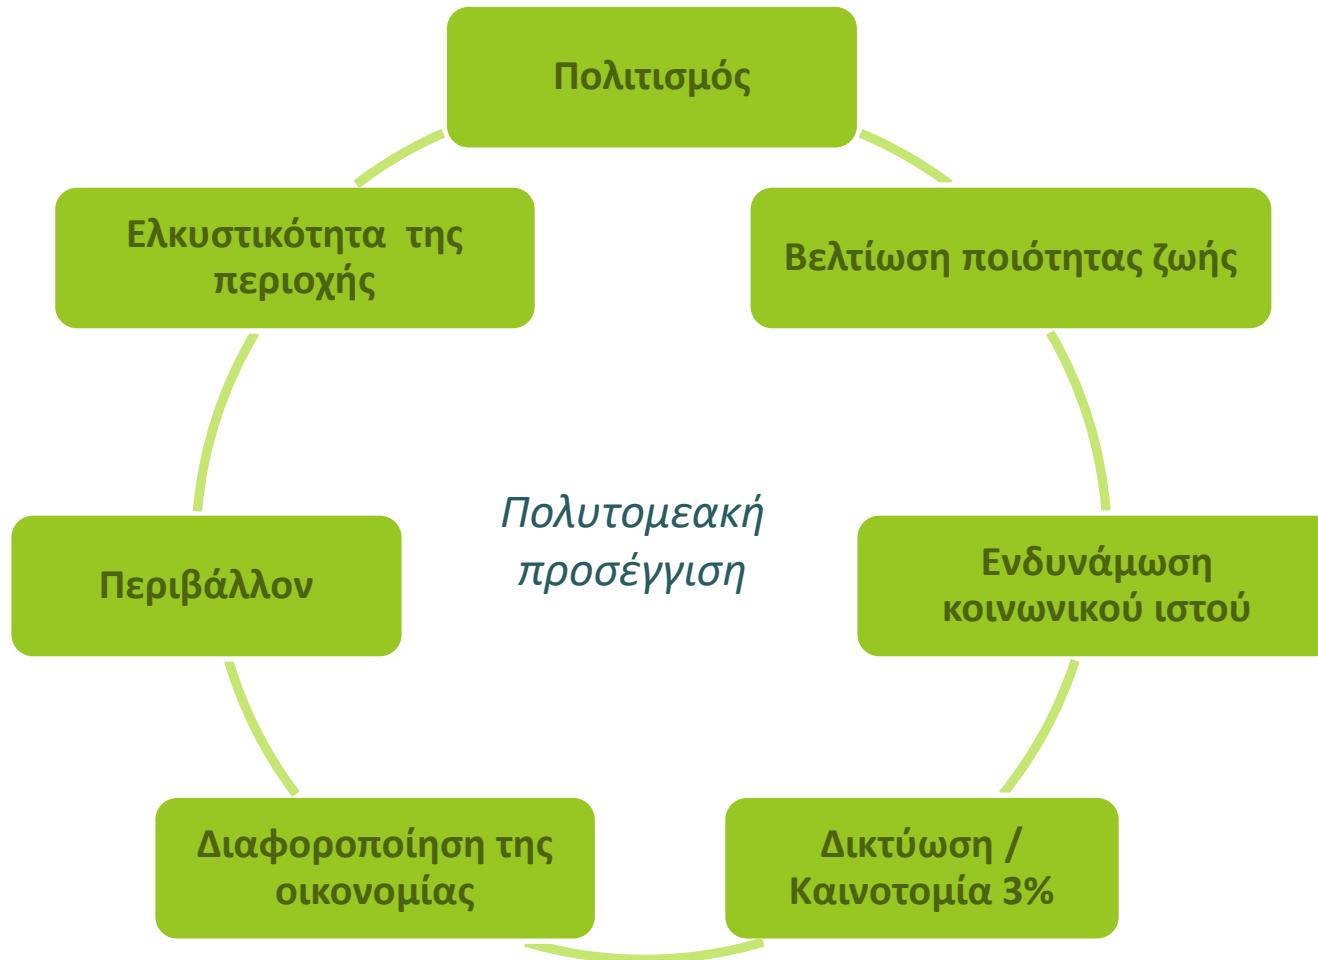 Πολιτισμός
Ελκυστικότητα της
περιοχής
Βελτίωση ποιότητας ζωής
Πολυτομεακή
προσέγγιση
Περιβάλλον
Ενδυνάμωση
κοινωνικού ιστού
Διαφοροποίηση της
οικονομίας
Δικτύωση /
Καινοτομία 3%